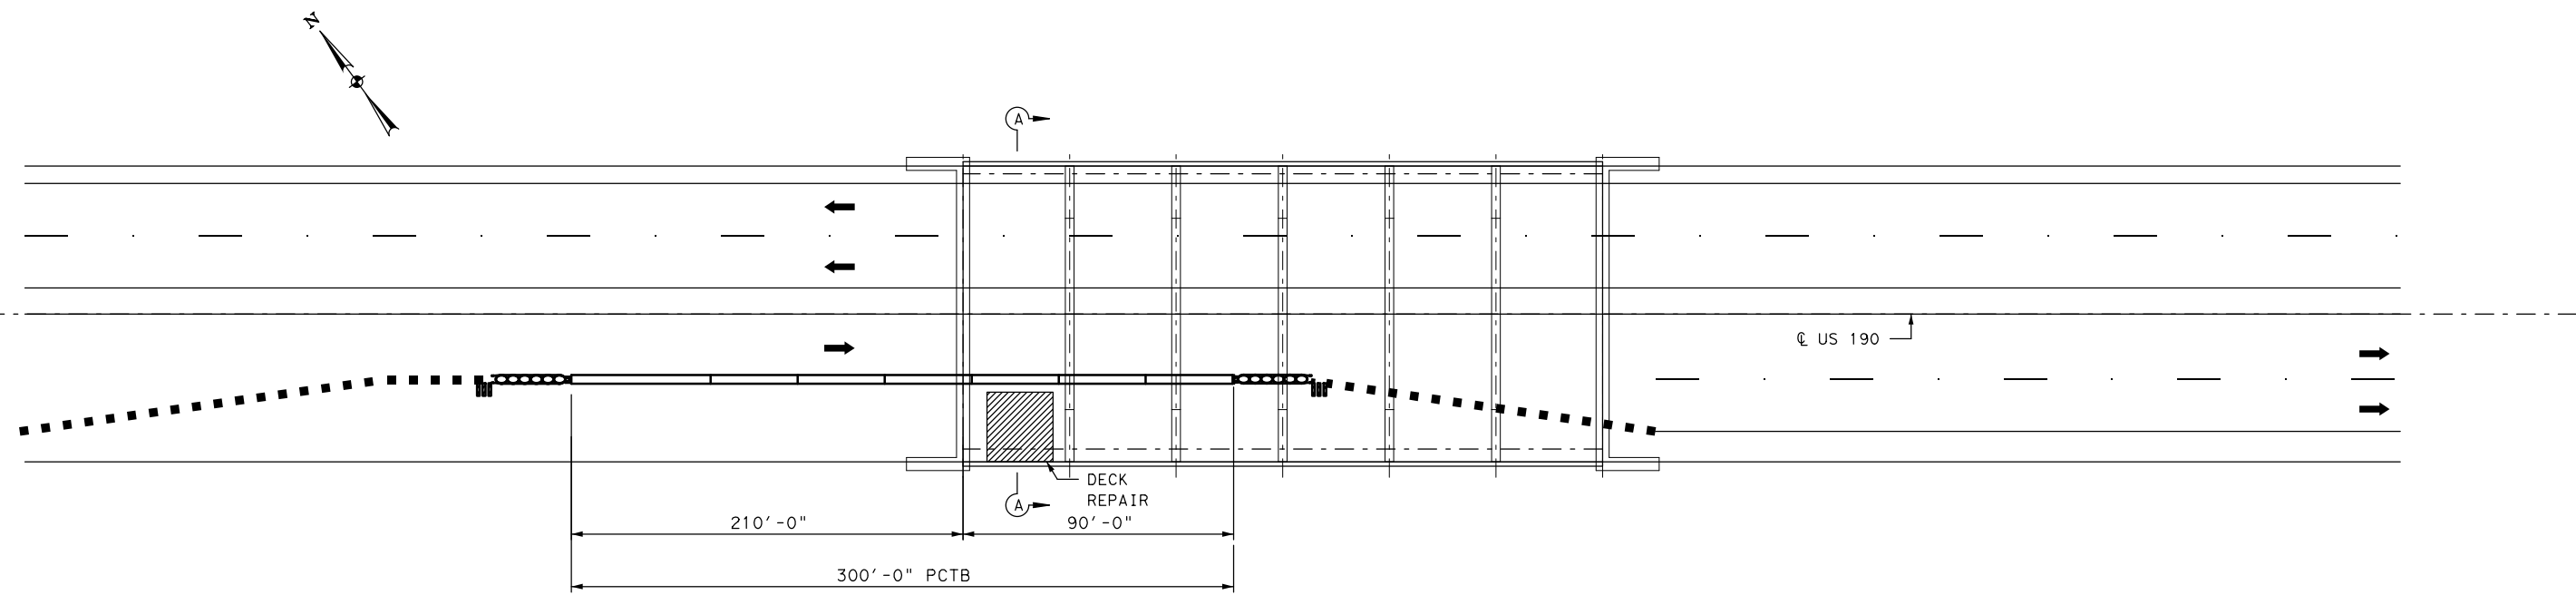 N
A
℄ US 190
DECK
REPAIR
A
210'-0"
90'-0"
300'-0" PCTB